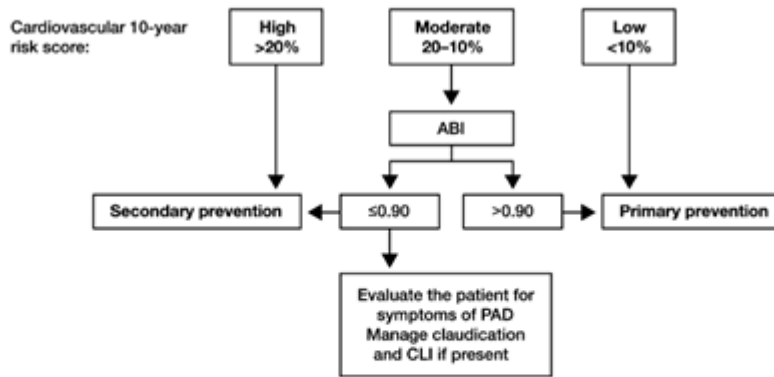 Cardiovascular 10-year
risk score:
High
>20%
Moderate
20–10%
Low
<10%
ABI
Secondary prevention
≤0.90
>0.90
Primary prevention
Evaluate the patient for
symptoms of PAD
Manage claudication
and CLI if present